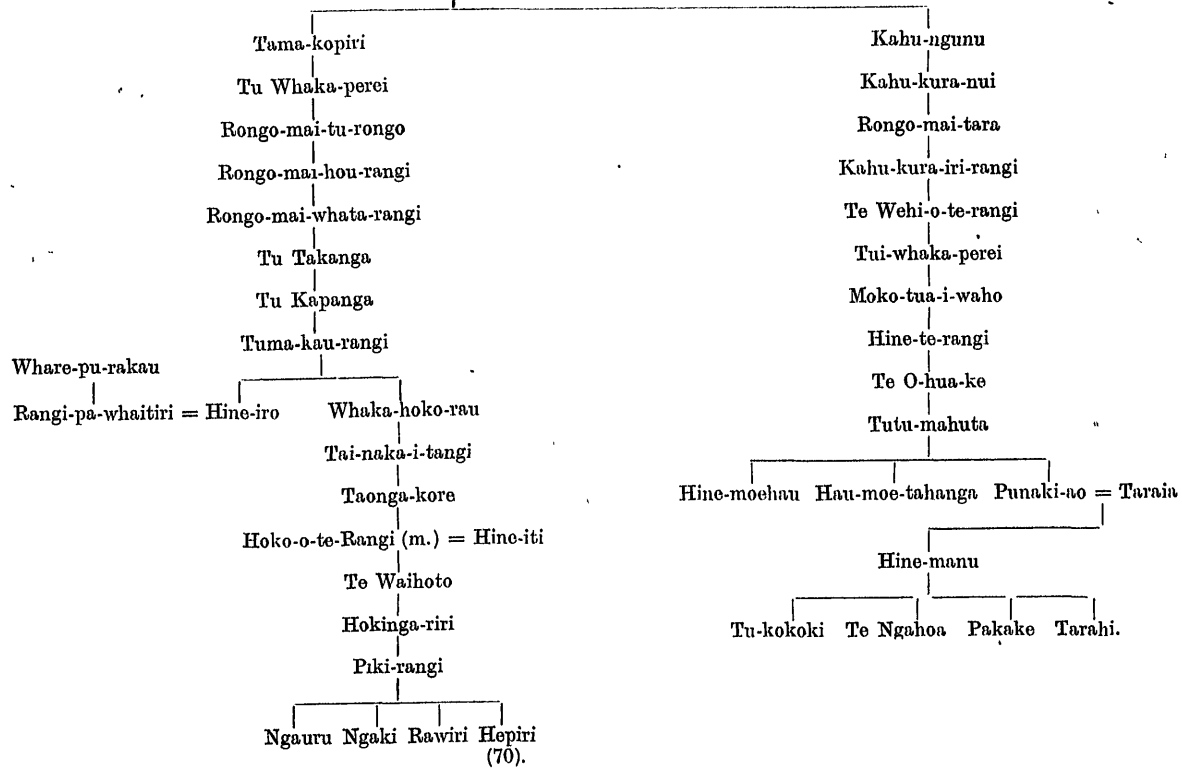 Tama-kopiri
Tu Whaka-perei
Rongo-mai-tu-rongo
Rongo-mai-hou-rangi
Rongo-mai-whata-rangi
Tu Takanga
Tu Kapanga
Tuma-kau-rangi
Whare-pu-rakau
Rangi-pa-whaitiri = Hine-iro
Whaka-hoko-rau
Tai-naka-i-tangi
Taonga-kore
Hoko-o-te-Rangi (m.) = Hine-iti
Te Waihoto
Hokinga-riri
Piki-rangi
Ngauru Ngaki Rawiri Hepiri
(70).
Kahu-ngunu
Kahu-kura-nui
Rongo-mai-tara
Kahu-kura-iri-rangi
Te Wehi-o-te-rangi
Tui-whaka-perei
Moko-tua-i-waho
Hine-te-rangi
Te O-hua-ke
Tutu-mahuta
Hine-moehau Hau-moe-tahanga Punaki-ao = Taraia
Hine-manu
Tu-kokoki Te Ngahoa Pakake Tarahi.